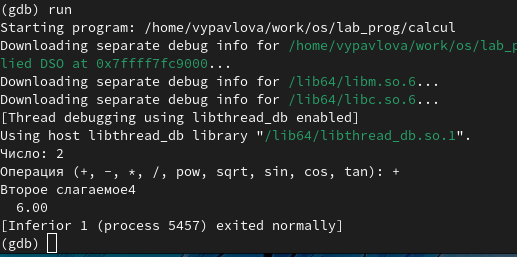 (gdb) run
Starting program: /home/vypavlova/work/os/lab_prog/calcul
Downloading separate debug info for /home/vypavlova/work/os/lab_p
lied DSO at 0x7ffff7fc9000...
Downloading separate debug info for /lib64/libm.so.6...
Downloading separate debug info for /lib64/libc.so.6...
[Thread debugging using libthread_db enabled]
Using host libthread_db library "/lib64/libthread_db.so.1".
Число: 2
Операция (+, -, *, /, pow, sqrt, sin, cos, tan): +
Второе слагаемое4
6.00
[Inferior 1 (process 5457) exited normally]
(gdb)